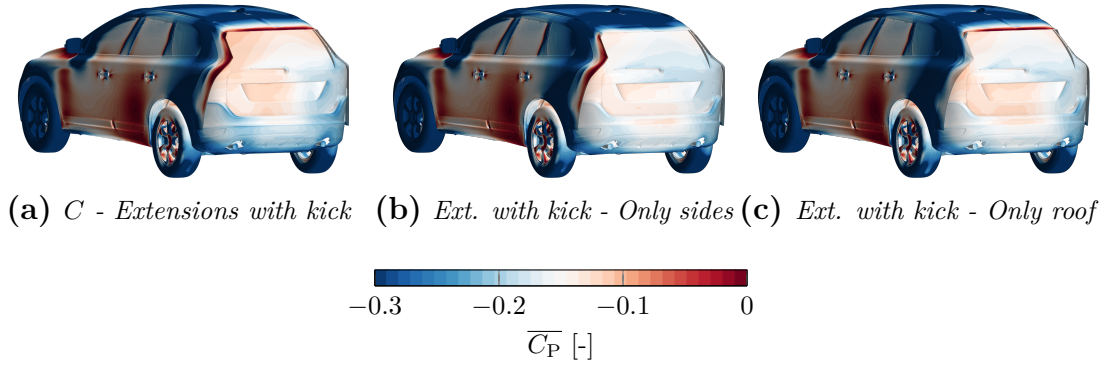 (a) C - Extensions with kick (b) Ext. with kick - Only sides (c) Ext. with kick - Only roof
−0.3 −0.2 −0.1 0
C_P [-]